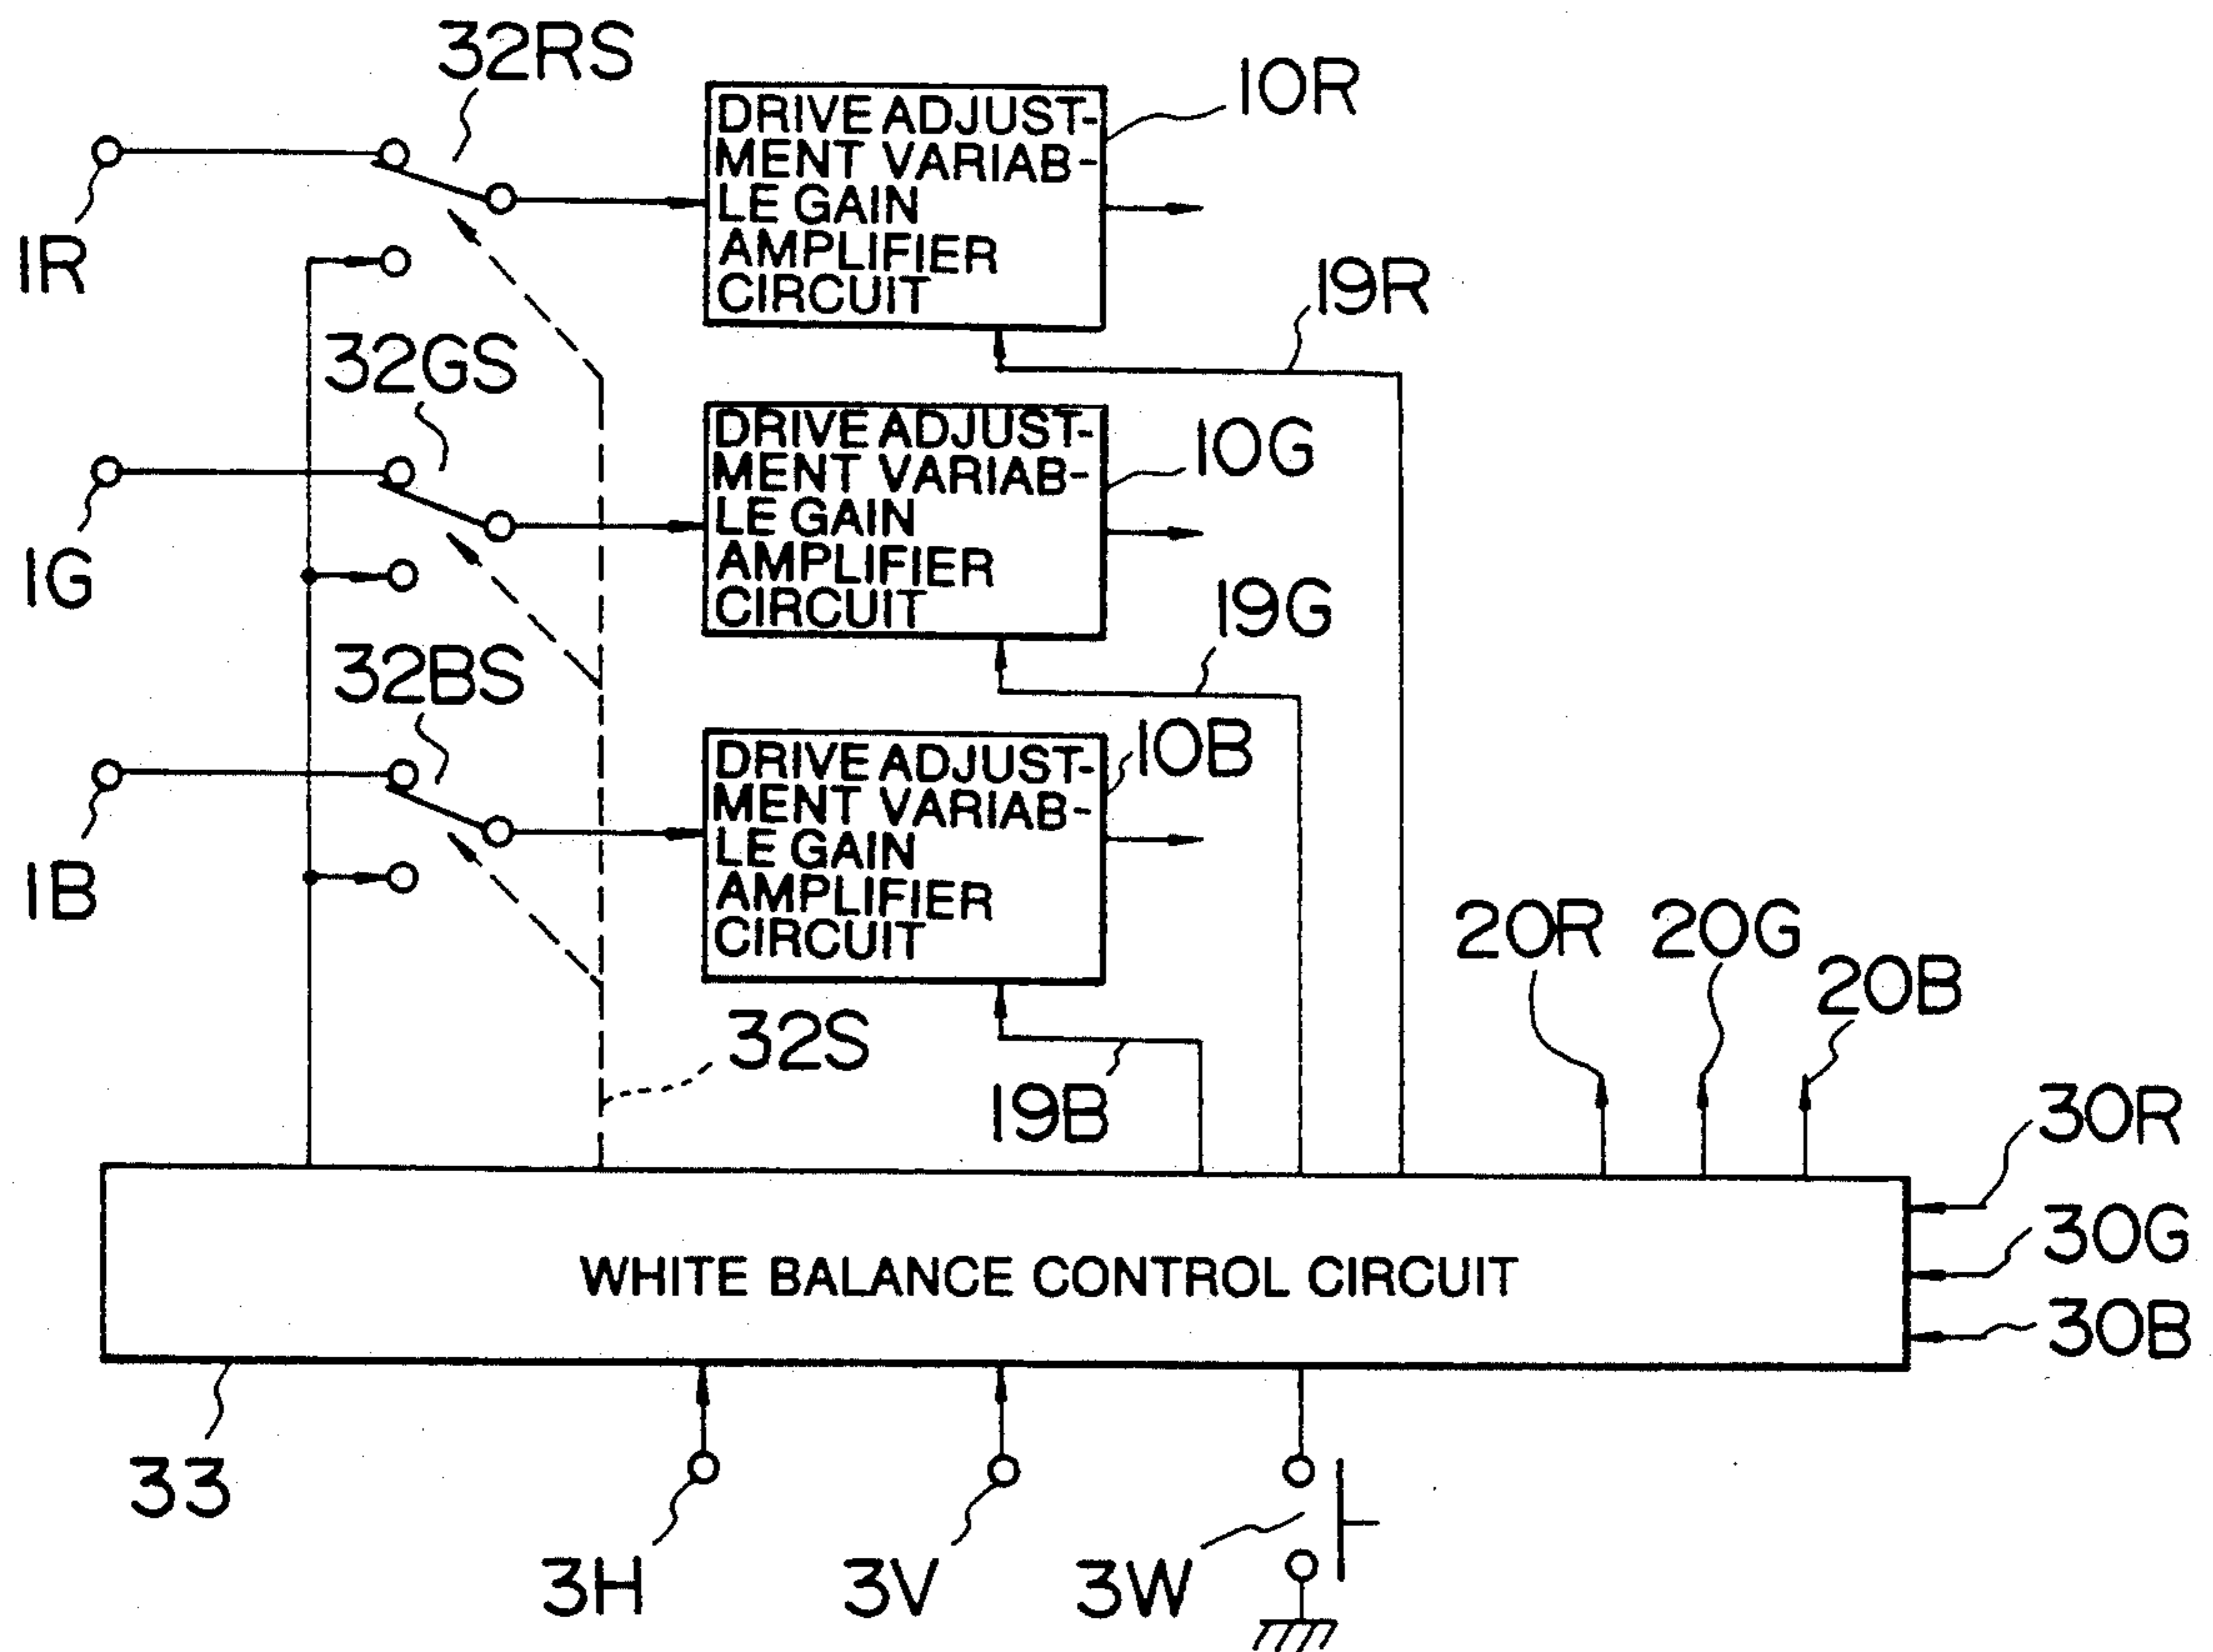 32RS
10R
DRIVE ADJUST-
MENT VARIAB-
LE GAIN
AMPLIFIER
CIRCUIT
1R
19R
32GS
10G
DRIVE ADJUST-
MENT VARIAB-
LE GAIN
AMPLIFIER
CIRCUIT
1G
19G
32BS
10B
DRIVE ADJUST-
MENT VARIAB-
LE GAIN
AMPLIFIER
CIRCUIT
1B
20R
20G
20B
32S
19B
30R
30G
30B
WHITE BALANCE CONTROL CIRCUIT
33
3H
3V
3W